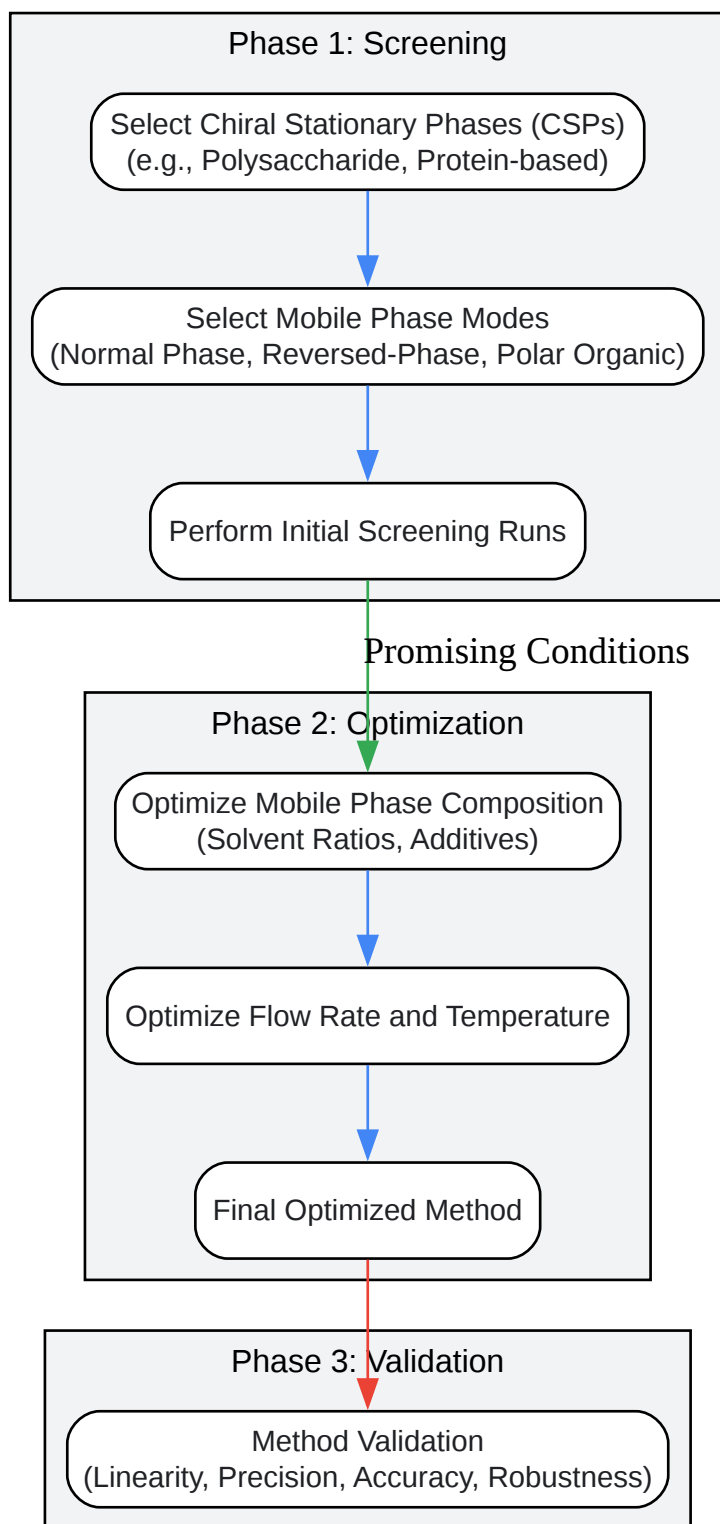 Phase 1: Screening
Select Chiral Stationary Phases (CSPs)
(e.g., Polysaccharide, Protein-based)
Select Mobile Phase Modes
(Normal Phase, Reversed-Phase, Polar Organic)
Perform Initial Screening Runs
Promising Conditions
Phase 2: Optimization
Optimize Mobile Phase Composition
(Solvent Ratios, Additives)
Optimize Flow Rate and Temperature
Final Optimized Method
Phase 3: Validation
Method Validation
(Linearity, Precision, Accuracy, Robustness)